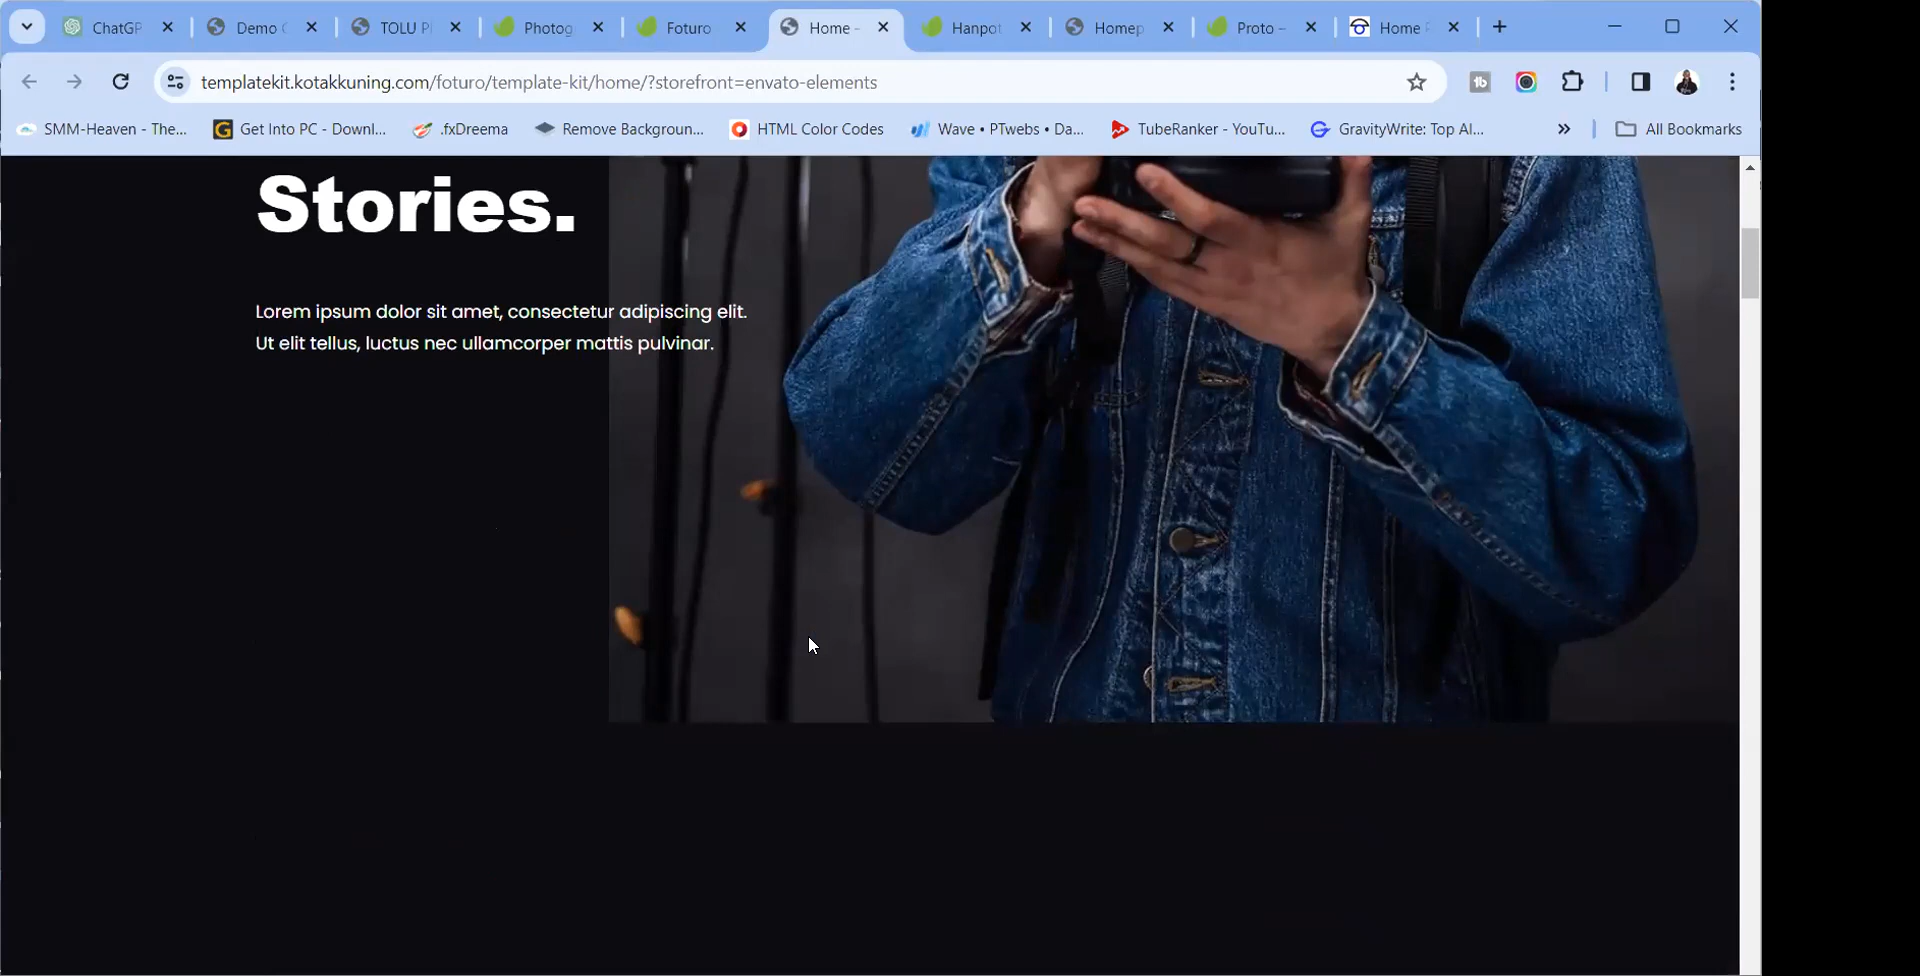 ChatGP
Demo
TOLU P
Photog
Futuro
Home -
Hanpot
Homep
Proto –
Home
templatekit.kotakkuning.com/foturo/template-kit/home/?storefront=envato-elements
tb
SMM-Heaven - The...
Get Into PC - Downl...
.fxDreema
Remove Backgroun...
HTML Color Codes
Wave • PTwebs • Da...
TubeRanker - YouTu...
GravityWrite: Top AI...
All Bookmarks
Stories.
Lorem ipsum dolor sit amet, consectetur adipiscing elit.
Ut elit tellus, luctus nec ullamcorper mattis pulvinar.